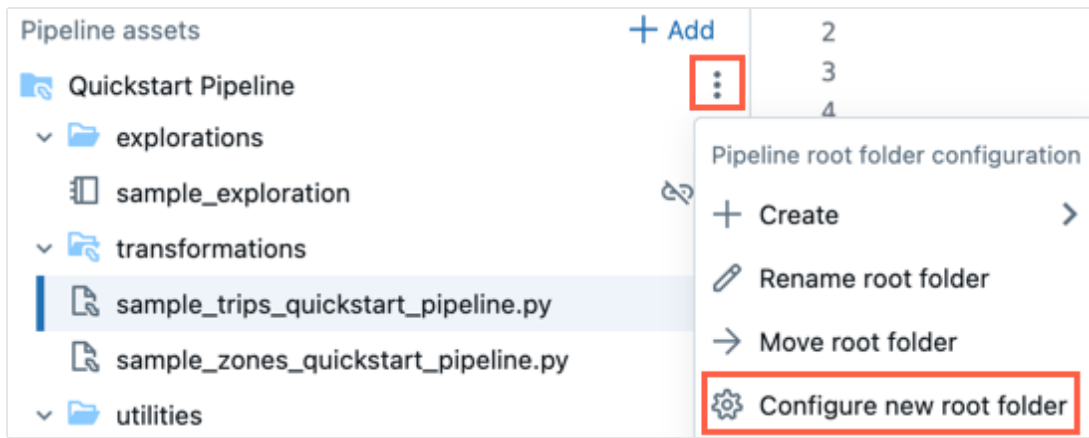 Pipeline assets
Add
2
3
4
Quickstart Pipeline
explorations
sample_exploration
transformations
sample_trips_quickstart_pipeline.py
sample_zones_quickstart_pipeline.py
utilities
Pipeline root folder configuration
Create
Rename root folder
Move root folder
Configure new root folder